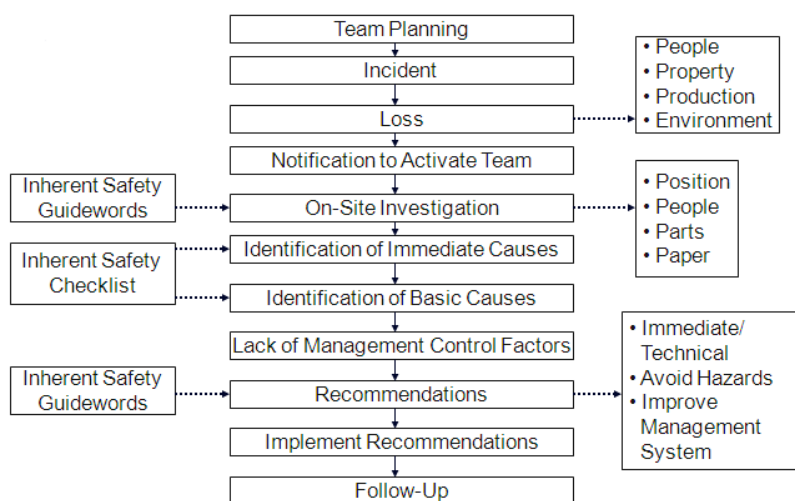 Team Planning
Incident
• People
• Property
• Production
• Environment
Loss
Notification to Activate Team
Inherent Safety
Guidewords
On-Site Investigation
• Position
• People
• Parts
• Paper
Inherent Safety
Checklist
Identification of Immediate Causes
Identification of Basic Causes
Lack of Management Control Factors
Inherent Safety
Guidewords
Recommendations
• Immediate/
Technical
• Avoid Hazards
• Improve
Management
System
Implement Recommendations
Follow-Up